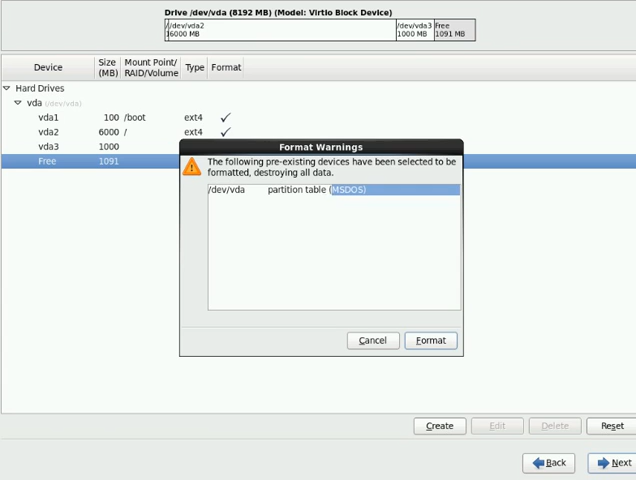 Drive /dev/vda (8192 MB) (Model: Virtio Block Device)
/dev/vda2 /dev/vda3 Free
6000 MB 1000 MB 1091 MB
Device Size (MB) Mount Point/ RAID/Volume Type Format
Hard Drives
vda (/dev/vda)
vda1 100 /boot ext4 ✓
vda2 6000 / ext4 ✓
vda3 1000
Free 1091
Format Warnings
The following pre-existing devices have been selected to be
formatted, destroying all data.
/dev/vda partition table (MSDOS)
Cancel Format
Create Edit Delete Reset
Back Next